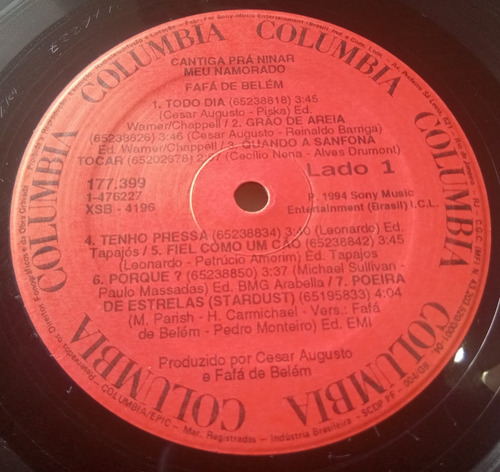 COLUMBIA COLUMBIA COLUMBIA COLUMBIA COLUMBIA COLUMBIA
CANTIGA PRÁ NINAR
MEU NAMORADO
FAFÁ DE BELÉM
1. TODO DIA (65238818) 3:45
(Cesar Augusto - Piska) Ed.
Warner/Chappell / 2. GRÃO DE AREIA
(65238826) 3:46 (Cesar Augusto - Reinaldo Barriga)
Ed. Warner/Chappell / 3. QUANDO A SANFONA
TOCAR (65202978) (Cecílio Nena - Alves Drumont)
177.399
1-476227
XSB - 4196
Lado 1
P. 1994 Sony Music
Entertainment (Brasil) I.C.L.
4. TENHO PRESSA (65238834) 3:40 (Leonardo) Ed.
Tapajós / 5. FIEL COMO UM CÃO (65238842) 3:45
(Leonardo - Petrúcio Amorim) Ed. Tapajos
6. PORQUE ? (65238850) 3:37 (Michael Sullivan -
Paulo Massadas) Ed. BMG Arabella / 7. POEIRA
DE ESTRELAS (STARDUST) (65195833) 4:04
(M. Parish - H. Carmichael - Vers.: Fafá
de Belém - Pedro Monteiro) Ed. EMI
Produzido por Cesar Augusto
e Fafá de Belém
COLUMBIA/EPIC - Mar. Registradas - Indústria Brasileira - SCDP PF